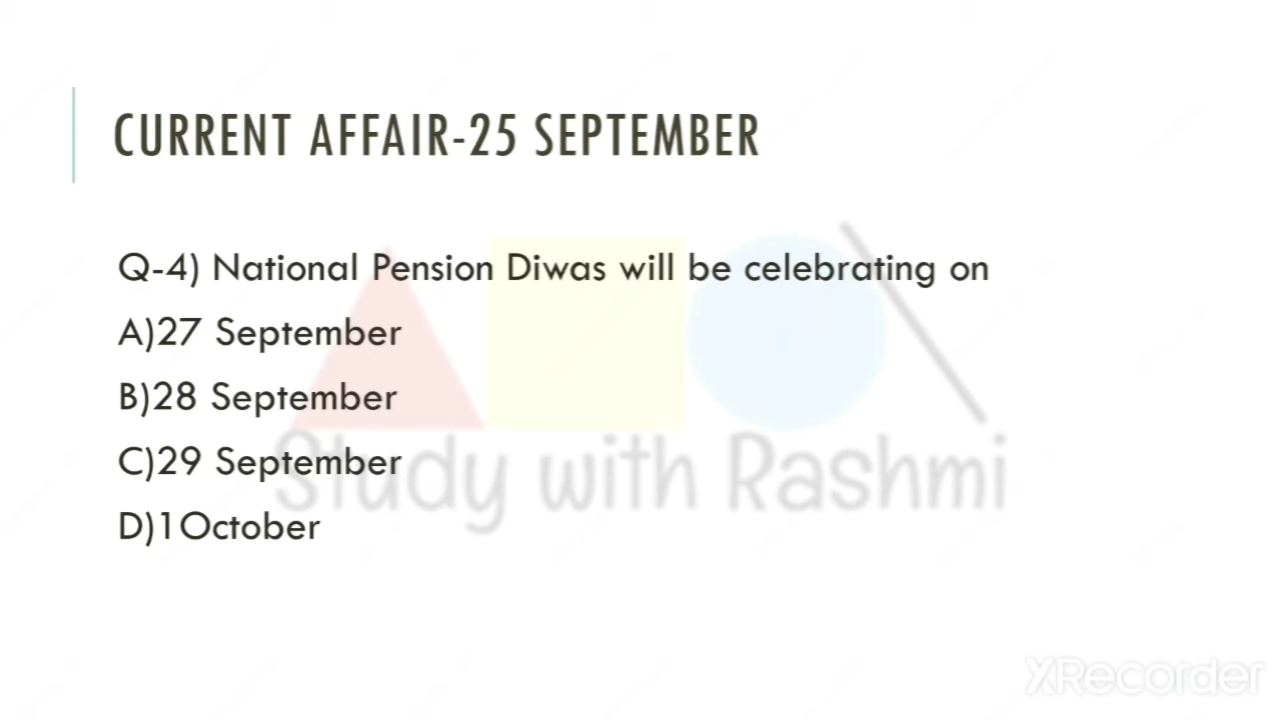 CURRENT AFFAIR-25 SEPTEMBER
Q-4) National Pension Diwas will be celebrating on
A)27 September
B)28 September
C)29 September
D)1October
Study with Rashmi
XRecorder